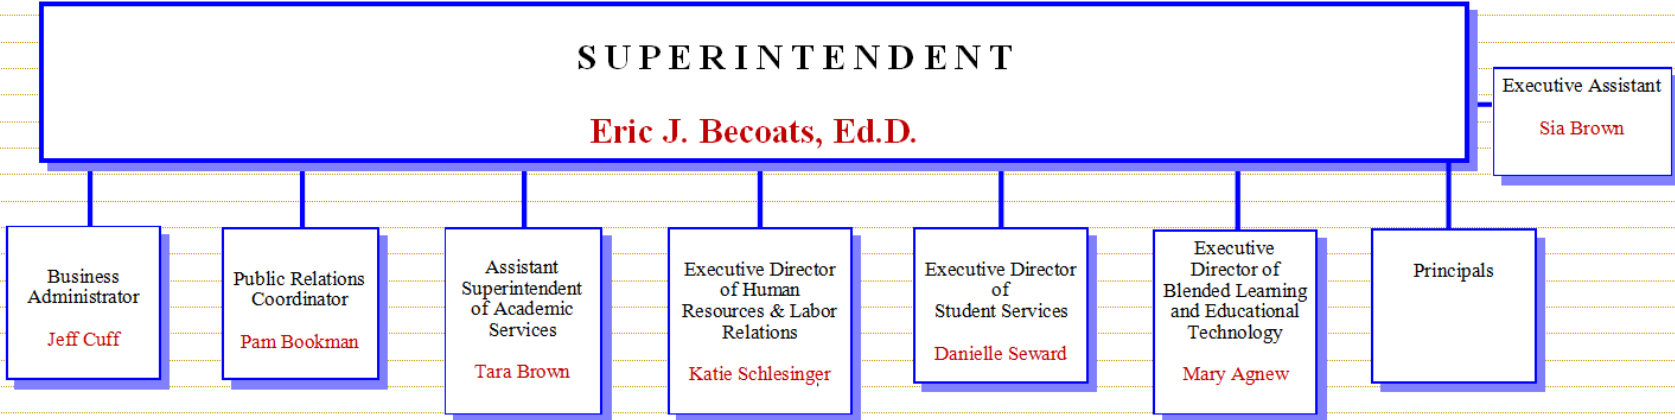 SUPERINTENDENT
Eric J. Becoats, Ed.D.
Executive Assistant
Sia Brown
Business
Administrator
Jeff Cuff
Public Relations
Coordinator
Pam Bookman
Assistant
Superintendent
of Academic
Services
Tara Brown
Executive Director
of Human
Resources & Labor
Relations
Katie Schlesinger
Executive Director
of
Student Services
Danielle Seward
Executive
Director of
Blended Learning
and Educational
Technology
Mary Agnew
Principals